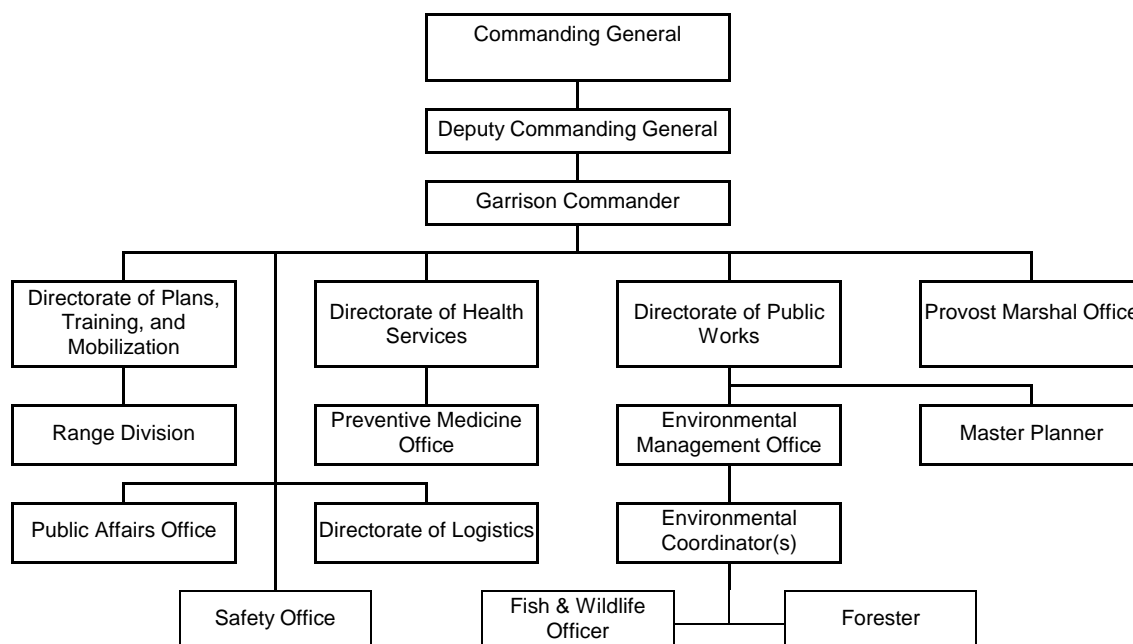 Commanding General
Deputy Commanding General
Garrison Commander
Directorate of Plans,
Training, and
Mobilization
Directorate of Health
Services
Directorate of Public
Works
Provost Marshal Office
Range Division
Preventive Medicine
Office
Environmental
Management Office
Master Planner
Public Affairs Office
Directorate of Logistics
Environmental
Coordinator(s)
Safety Office
Fish & Wildlife
Officer
Forester